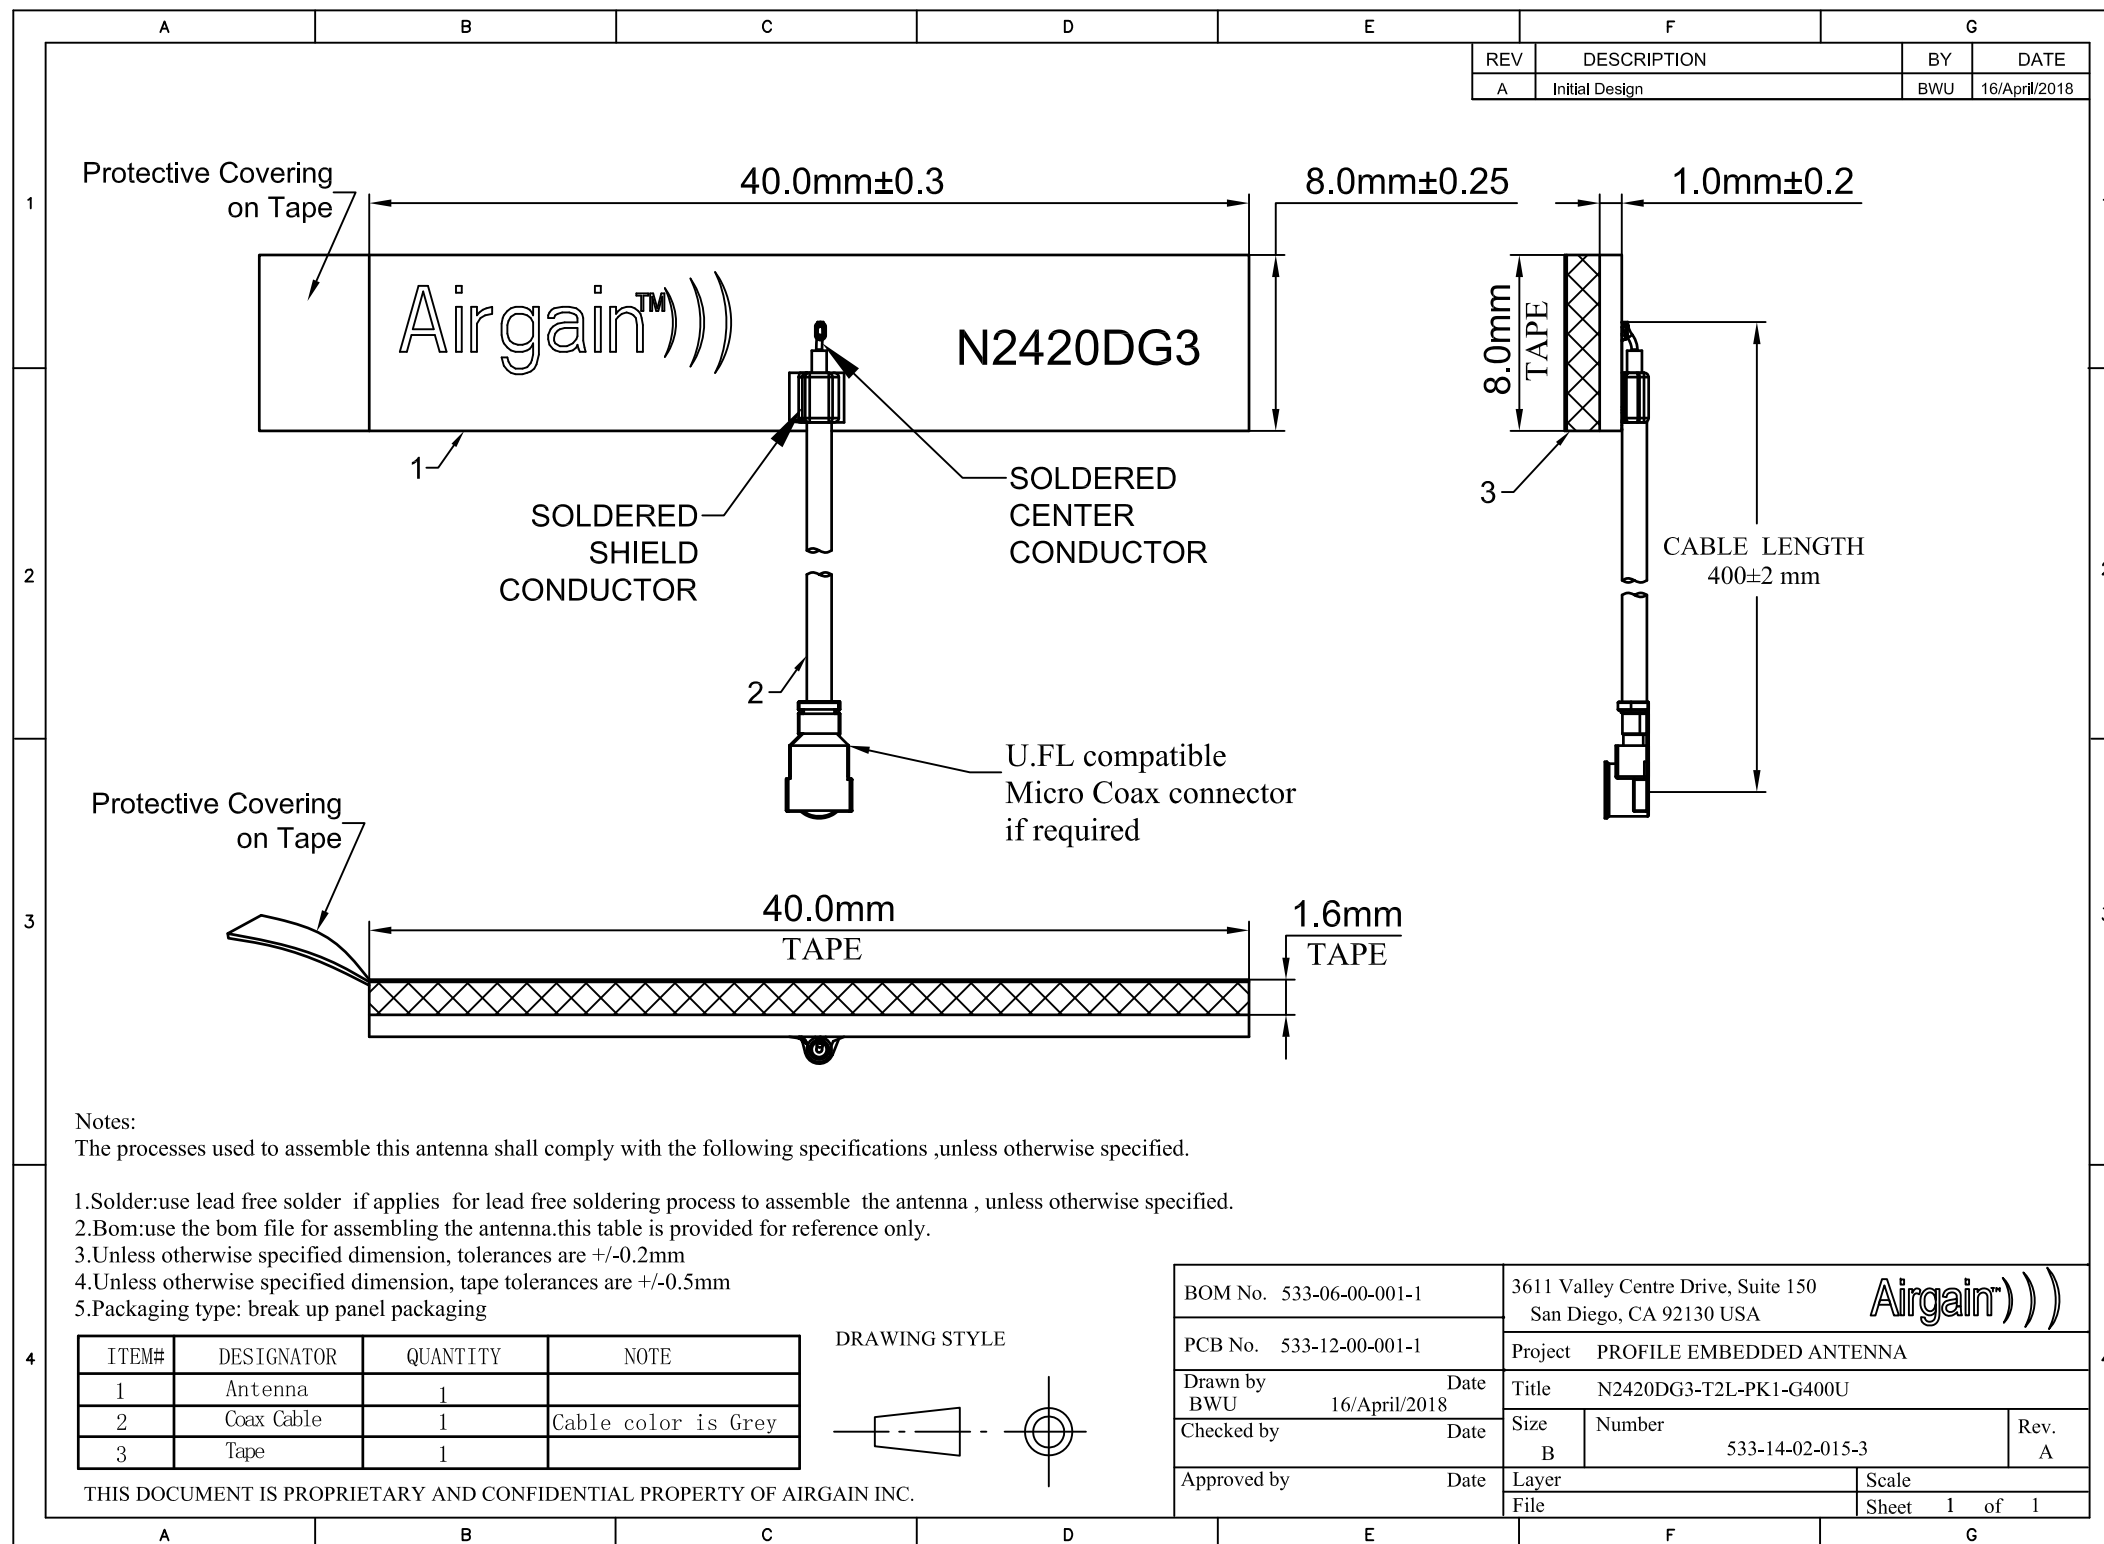 A B C D E F G
REV DESCRIPTION BY DATE
A Initial Design BWU 16/April/2018
Protective Covering
on Tape
40.0mm±0.3
8.0mm±0.25
1.0mm±0.2
1
Airgain™
N2420DG3
8.0mm
TAPE
1
3
SOLDERED
SHIELD
CONDUCTOR
SOLDERED
CENTER
CONDUCTOR
CABLE LENGTH
400±2 mm
2
2
U.FL compatible
Micro Coax connector
if required
Protective Covering
on Tape
40.0mm
TAPE
1.6mm
TAPE
3
Notes:
The processes used to assemble this antenna shall comply with the following specifications ,unless otherwise specified.
1.Solder:use lead free solder if applies for lead free soldering process to assemble the antenna , unless otherwise specified.
2.Bom:use the bom file for assembling the antenna.this table is provided for reference only.
3.Unless otherwise specified dimension, tolerances are +/-0.2mm
4.Unless otherwise specified dimension, tape tolerances are +/-0.5mm
5.Packaging type: break up panel packaging
4
ITEM# DESIGNATOR QUANTITY NOTE
1 Antenna 1
2 Coax Cable 1 Cable color is Grey
3 Tape 1
DRAWING STYLE
THIS DOCUMENT IS PROPRIETARY AND CONFIDENTIAL PROPERTY OF AIRGAIN INC.
BOM No. 533-06-00-001-1
PCB No. 533-12-00-001-1
Drawn by Date
BWU 16/April/2018
Checked by Date
Approved by Date
3611 Valley Centre Drive, Suite 150
San Diego, CA 92130 USA
Airgain™
Project PROFILE EMBEDDED ANTENNA
Title N2420DG3-T2L-PK1-G400U
Size Number Rev.
B 533-14-02-015-3 A
Layer Scale
File Sheet 1 of 1
A B C D E F G